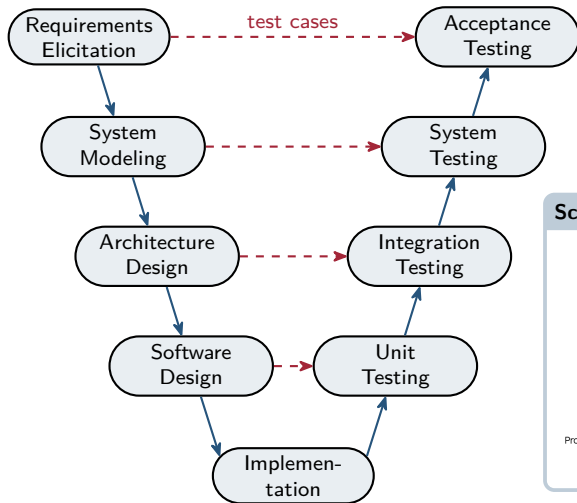 Requirements
Elicitation
test cases
Acceptance
Testing
System
Modeling
System
Testing
Architecture
Design
Integration
Testing
Software
Design
Unit
Testing
Implemen-
tation